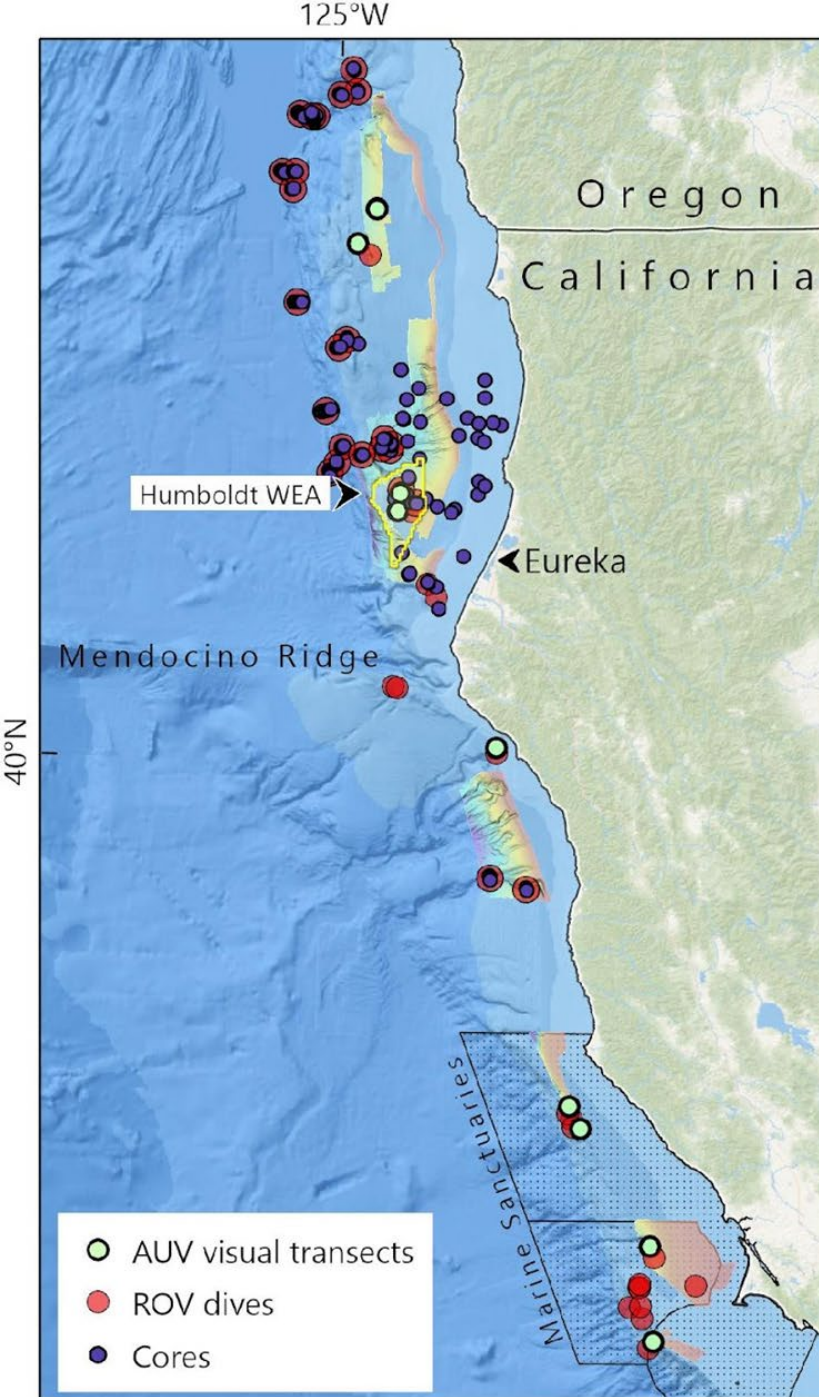 125°W
Oregon
California
Humboldt WEA
Eureka
Mendocino Ridge
40°N
Marine Sanctuaries
AUV visual transects
ROV dives
Cores